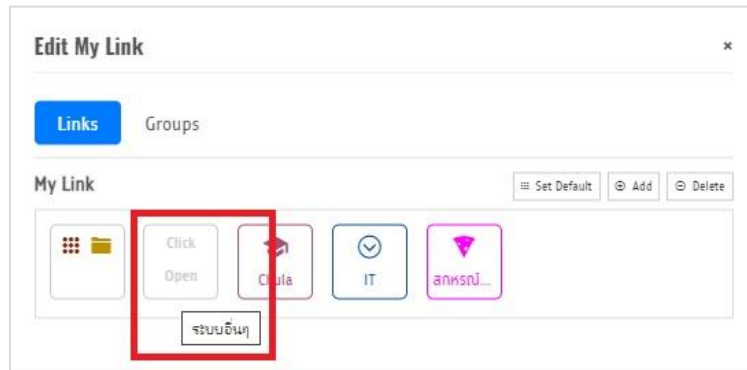 Edit My Link ×
Links Groups
My Link Set Default Add Delete
Click
Open
Chula IT สกหรณ์...
ระบบอื่นๆ